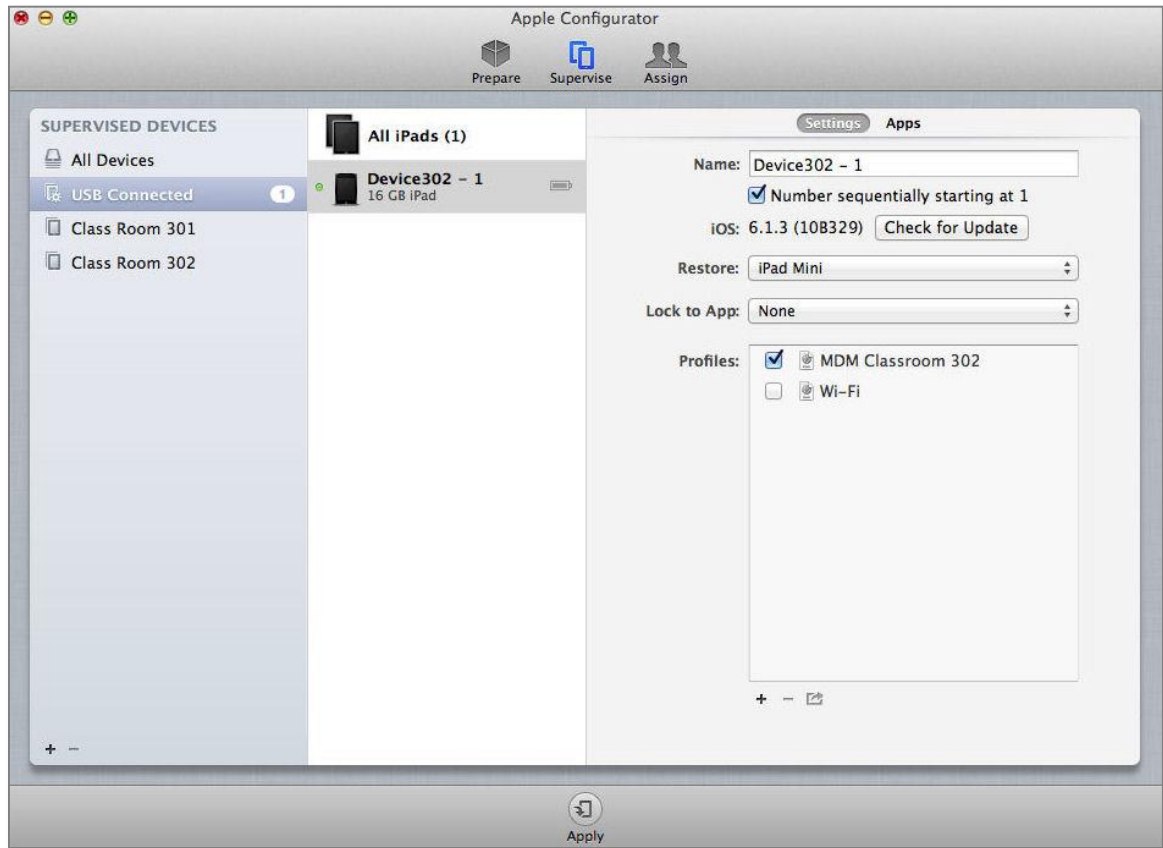 Apple Configurator
Prepare Supervise Assign
SUPERVISED DEVICES
All Devices
USB Connected 1
Class Room 301
Class Room 302
+ −
All iPads (1)
Device302 – 1
16 GB iPad
Settings Apps
Name: Device302 – 1
Number sequentially starting at 1
iOS: 6.1.3 (10B329) Check for Update
Restore: iPad Mini
Lock to App: None
Profiles: MDM Classroom 302
Wi-Fi
+ −
Apply